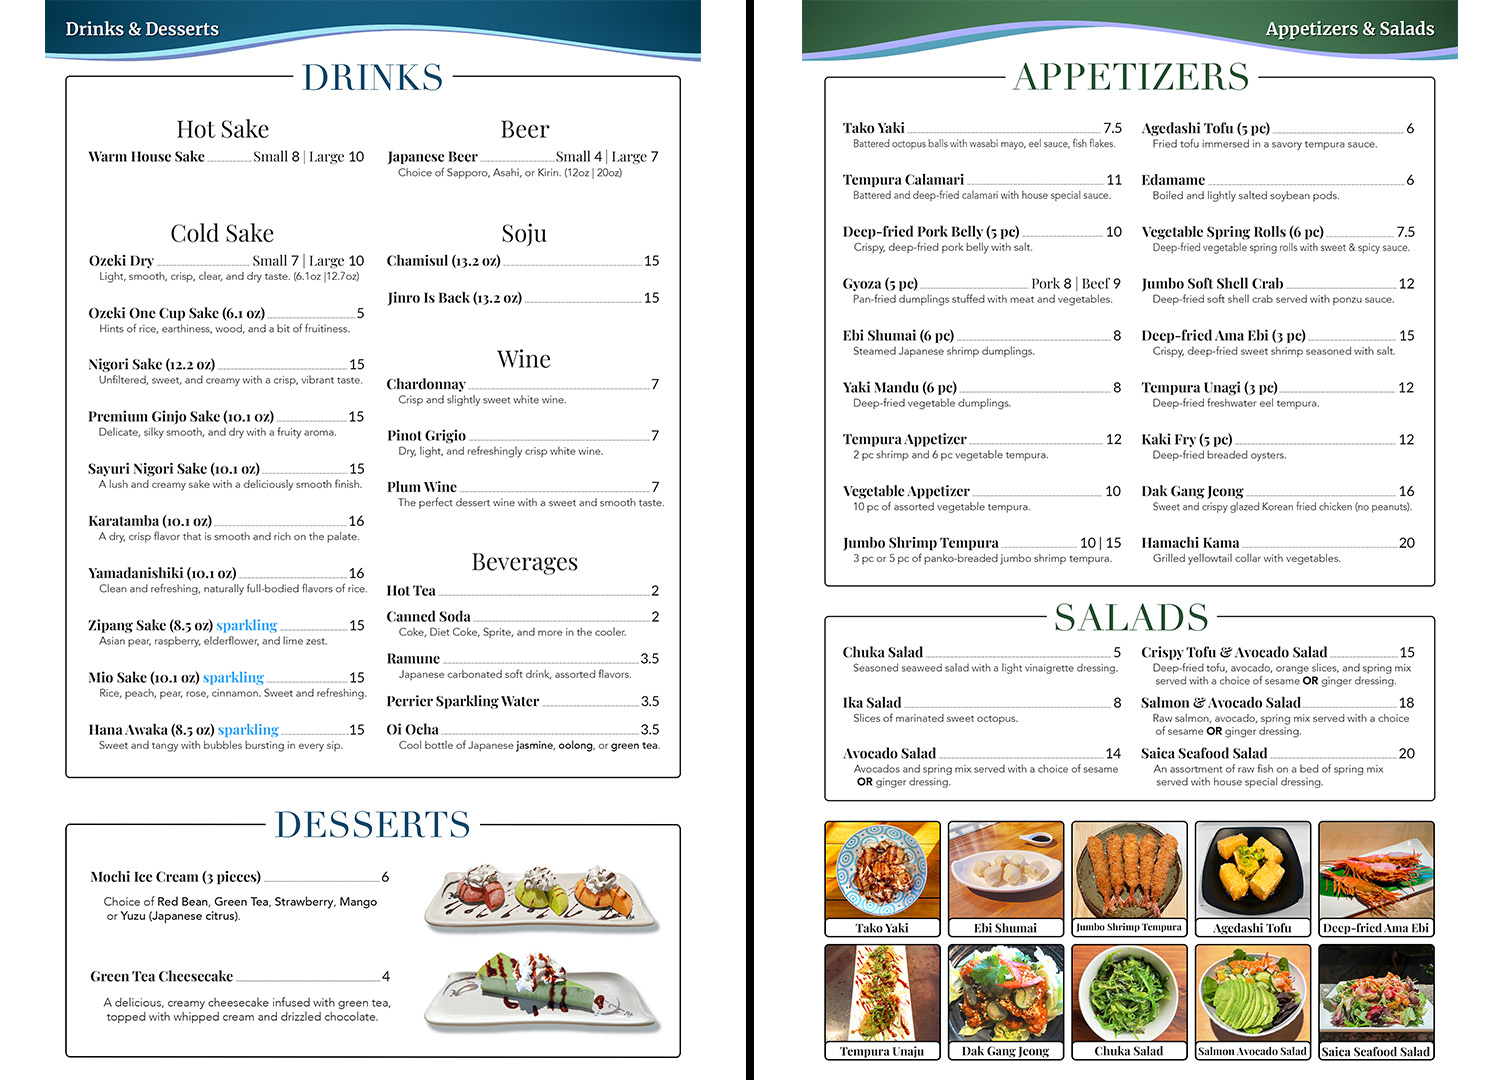 Drinks & Desserts
DRINKS
Hot Sake
Warm House Sake Small 8 | Large 10
Cold Sake
Ozeki Dry Small 7 | Large 10
Light, smooth, crisp, clear, and dry taste. (6.1oz |12.7oz)
Ozeki One Cup Sake (6.1 oz) 5
Hints of rice, earthiness, wood, and a bit of fruitiness.
Nigori Sake (12.2 oz) 15
Unfiltered, sweet, and creamy with a crisp, vibrant taste.
Premium Ginjo Sake (10.1 oz) 15
Delicate, silky smooth, and dry with a fruity aroma.
Sayuri Nigori Sake (10.1 oz) 15
A lush and creamy sake with a deliciously smooth finish.
Karatamba (10.1 oz) 16
A dry, crisp flavor that is smooth and rich on the palate.
Yamadanishiki (10.1 oz) 16
Clean and refreshing, naturally full-bodied flavors of rice.
Zipang Sake (8.5 oz) sparkling 15
Asian pear, raspberry, elderflower, and lime zest.
Mio Sake (10.1 oz) sparkling 15
Rice, peach, pear, rose, cinnamon. Sweet and refreshing.
Hana Awaka (8.5 oz) sparkling 15
Sweet and tangy with bubbles bursting in every sip.
Beer
Japanese Beer Small 4 | Large 7
Choice of Sapporo, Asahi, or Kirin. (12oz | 20oz)
Soju
Chamisul (13.2 oz) 15
Jinro Is Back (13.2 oz) 15
Wine
Chardonnay 7
Crisp and slightly sweet white wine.
Pinot Grigio 7
Dry, light, and refreshingly crisp white wine.
Plum Wine 7
The perfect dessert wine with a sweet and smooth taste.
Beverages
Hot Tea 2
Canned Soda 2
Coke, Diet Coke, Sprite, and more in the cooler.
Ramune 3.5
Japanese carbonated soft drink, assorted flavors.
Perrier Sparkling Water 3.5
Oi Ocha 3.5
Cool bottle of Japanese jasmine, oolong, or green tea.
DESSERTS
Mochi Ice Cream (3 pieces) 6
Choice of Red Bean, Green Tea, Strawberry, Mango
or Yuzu (Japanese citrus).
Green Tea Cheesecake 4
A delicious, creamy cheesecake infused with green tea,
topped with whipped cream and drizzled chocolate.
Appetizers & Salads
APPETIZERS
Tako Yaki 7.5
Battered octopus balls with wasabi mayo, eel sauce, fish flakes.
Tempura Calamari 11
Battered and deep-fried calamari with house special sauce.
Deep-fried Pork Belly (5 pc) 10
Crispy, deep-fried pork belly with salt.
Gyoza (5 pc) Pork 8 | Beef 9
Pan-fried dumplings stuffed with meat and vegetables.
Ebi Shumai (6 pc) 8
Steamed Japanese shrimp dumplings.
Yaki Mandu (6 pc) 8
Deep-fried vegetable dumplings.
Tempura Appetizer 12
2 pc shrimp and 6 pc vegetable tempura.
Vegetable Appetizer 10
10 pc of assorted vegetable tempura.
Jumbo Shrimp Tempura 10 | 15
3 pc or 5 pc of panko-breaded jumbo shrimp tempura.
Agedashi Tofu (5 pc) 6
Fried tofu immersed in a savory tempura sauce.
Edamame 6
Boiled and lightly salted soybean pods.
Vegetable Spring Rolls (6 pc) 7.5
Deep-fried vegetable spring rolls with sweet & spicy sauce.
Jumbo Soft Shell Crab 12
Deep-fried soft shell crab served with ponzu sauce.
Deep-fried Ama Ebi (3 pc) 15
Crispy, deep-fried sweet shrimp seasoned with salt.
Tempura Unagi (3 pc) 12
Deep-fried freshwater eel tempura.
Kaki Fry (5 pc) 12
Deep-fried breaded oysters.
Dak Gang Jeong 16
Sweet and crispy glazed Korean fried chicken (no peanuts).
Hamachi Kama 20
Grilled yellowtail collar with vegetables.
SALADS
Chuka Salad 5
Seasoned seaweed salad with a light vinaigrette dressing.
Ika Salad 8
Slices of marinated sweet octopus.
Avocado Salad 14
Avocados and spring mix served with a choice of sesame
OR ginger dressing.
Crispy Tofu & Avocado Salad 15
Deep-fried tofu, avocado, orange slices, and spring mix
served with a choice of sesame OR ginger dressing.
Salmon & Avocado Salad 18
Raw salmon, avocado, spring mix served with a choice
of sesame OR ginger dressing.
Saica Seafood Salad 20
An assortment of raw fish on a bed of spring mix
served with house special dressing.
Tako Yaki
Ebi Shumai
Jumbo Shrimp Tempura
Agedashi Tofu
Deep-fried Ama Ebi
Tempura Unaju
Dak Gang Jeong
Chuka Salad
Salmon Avocado Salad
Saica Seafood Salad